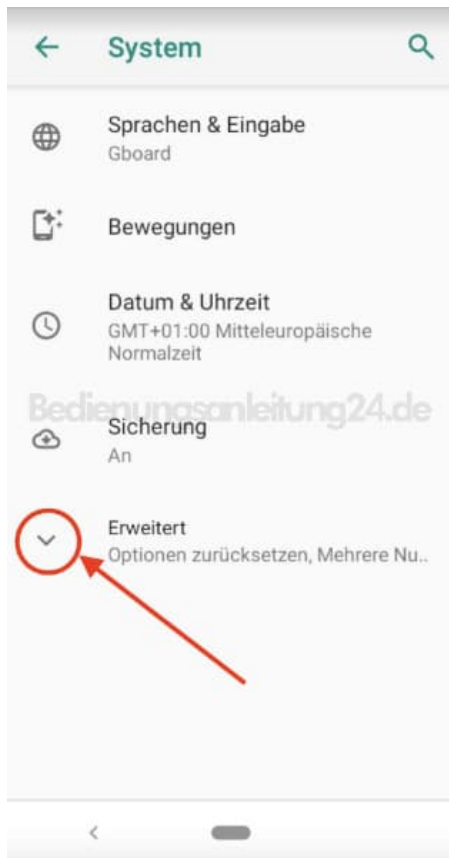 System
Sprachen & Eingabe
Gboard
Bewegungen
Datum & Uhrzeit
GMT+01:00 Mitteleuropäische
Normalzeit
Bedienungsanleitung24.de
Sicherung
An
Erweitert
Optionen zurücksetzen, Mehrere Nu..